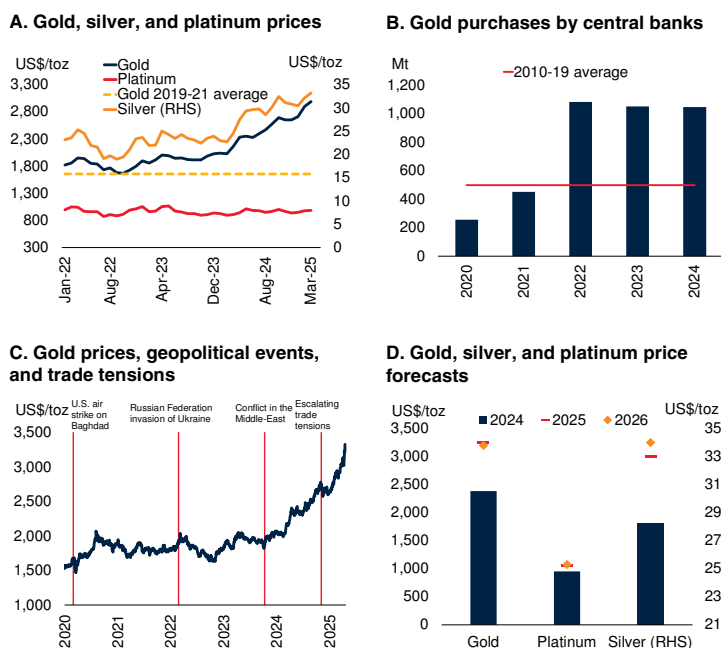 A. Gold, silver, and platinum prices
US$/toz
US$/toz
Gold
Platinum
Gold 2019-21 average
Silver (RHS)
3,300
2,800
2,300
1,800
1,300
800
300
35
30
25
20
15
10
5
0
Jan-22
Aug-22
Apr-23
Dec-23
Aug-24
Mar-25
B. Gold purchases by central banks
Mt
2010-19 average
1,200
1,000
800
600
400
200
0
2020
2021
2022
2023
2024
C. Gold prices, geopolitical events,
and trade tensions
US$/toz
U.S. air
strike on
Baghdad
Russian Federation
invasion of Ukraine
Conflict in the
Middle-East
Escalating
trade
tensions
3,500
3,000
2,500
2,000
1,500
1,000
2020
2021
2022
2023
2024
2025
D. Gold, silver, and platinum price
forecasts
US$/toz
US$/toz
2024
2025
2026
3,500
3,000
2,500
2,000
1,500
1,000
500
0
35
33
31
29
27
25
23
21
Gold
Platinum
Silver (RHS)